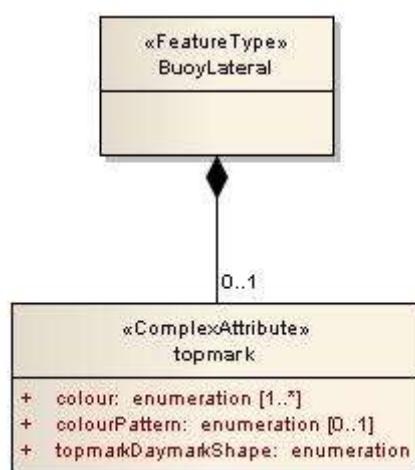 «FeatureType»
BuoyLateral
0..1
«ComplexAttribute»
topmark
+ colour: enumeration [1..*]
+ colourPattern: enumeration [0..1]
+ topmarkDaymarkShape: enumeration